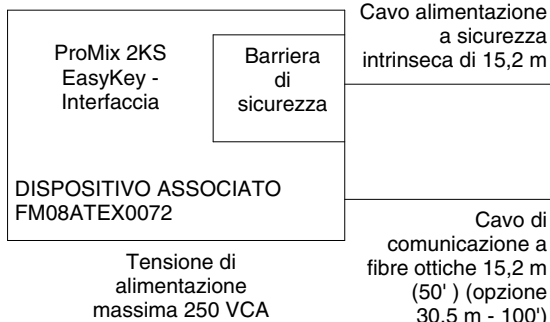 Cavo alimentazione
a sicurezza
intrinseca di 15,2 m
ProMix 2KS
EasyKey -
Interfaccia
Barriera
di
sicurezza
DISPOSITIVO ASSOCIATO
FM08ATEX0072
Tensione di
alimentazione
massima 250 VCA
Cavo di
comunicazione a
fibre ottiche 15,2 m
(50' ) (opzione
30,5 m - 100')